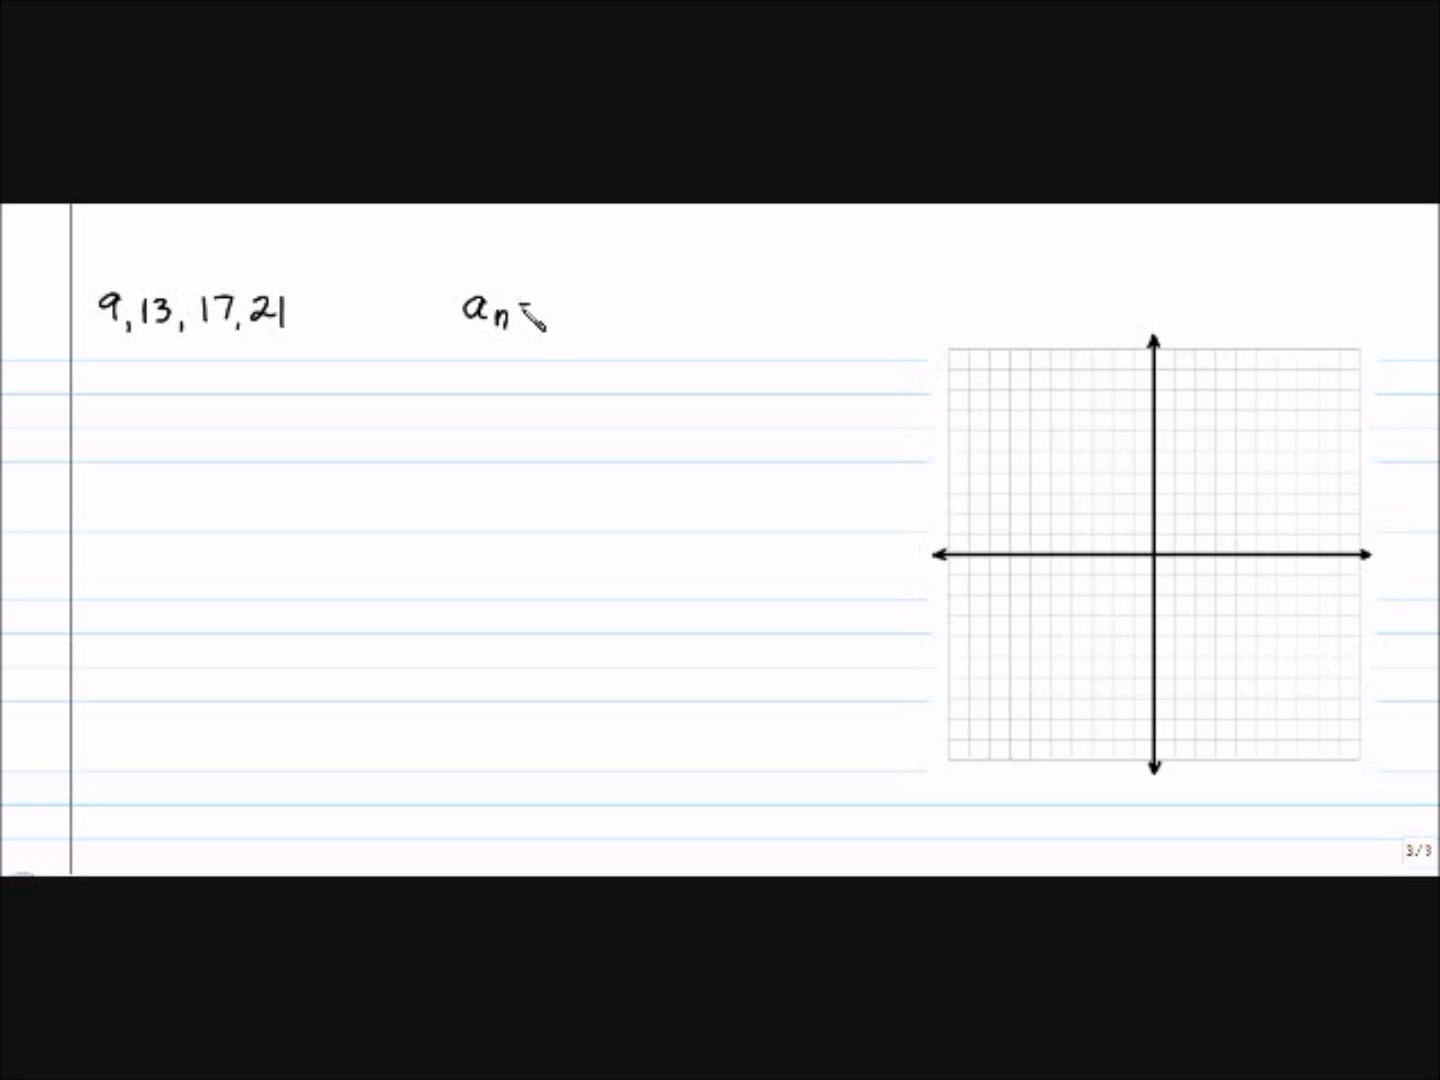 9, 13, 17, 21
aₙ =
3/3